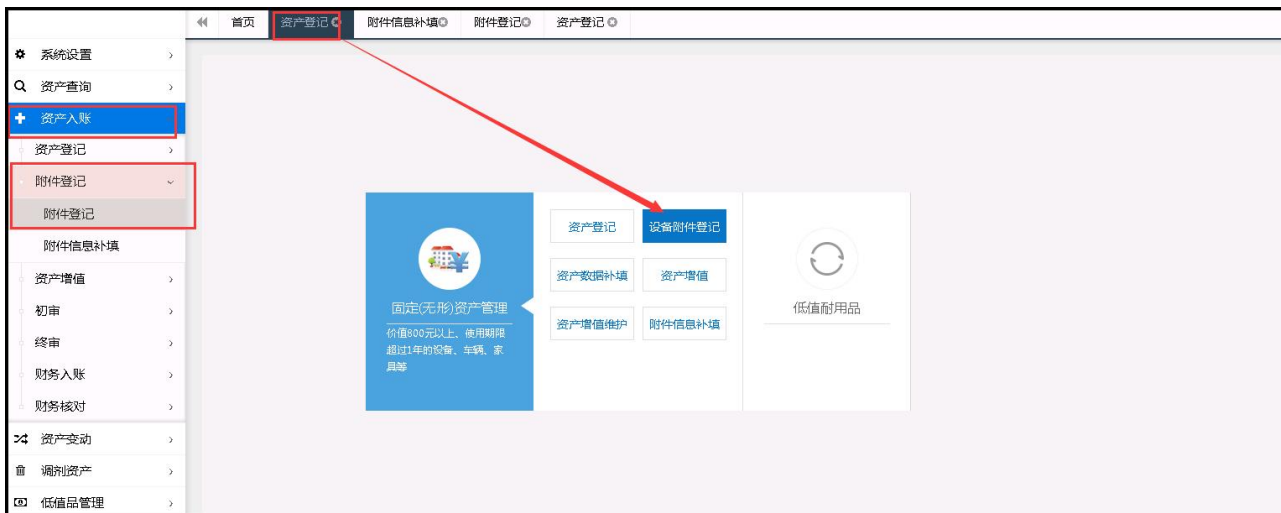 首页 资产登记 附件信息补填 附件登记 资产登记
系统设置
资产查询
资产入账
资产登记
附件登记
附件登记
附件信息补填
资产增值
初审
终审
财务入账
财务核对
资产变动
调剂资产
低值品管理
固定(无形)资产管理
价值800元以上，使用期限
超过1年的设备、车辆、家
具等
资产登记 设备附件登记
资产数据补填 资产增值
资产增值维护 附件信息补填
低值耐用品